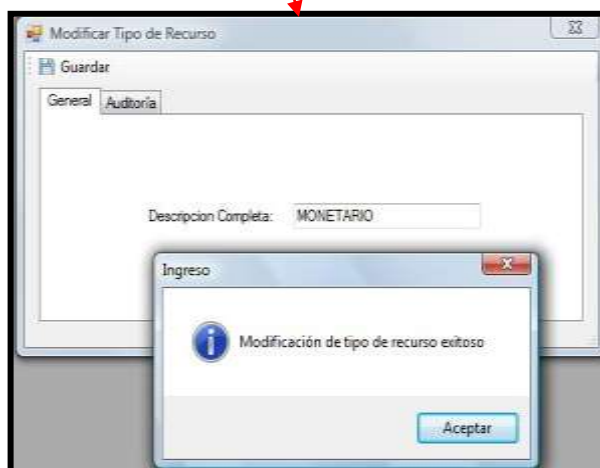 Modificar Tipo de Recurso
Guardar
General Auditoría
Descripcion Completa: MONETARIO
Ingreso
Modificación de tipo de recurso exitoso
Aceptar